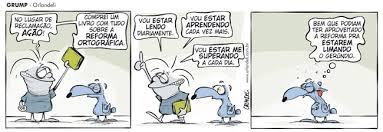 GRUMP - Orlandeli
NO LUGAR DE
RECLAMAÇÃO,
AÇÃO!
COMPREI UM
LIVRO COM TUDO
SOBRE A
REFORMA
ORTOGRÁFICA.
VOU ESTAR
LENDO
DIARIAMENTE.
VOU ESTAR
APRENDENDO
CADA VEZ MAIS.
VOU ESTAR ME
SUPERANDO
A CADA DIA.
BEM QUE PODIAM
TER APROVEITADO
A REFORMA PRA
ESTAREM
LIMANDO
O GERÚNDIO.